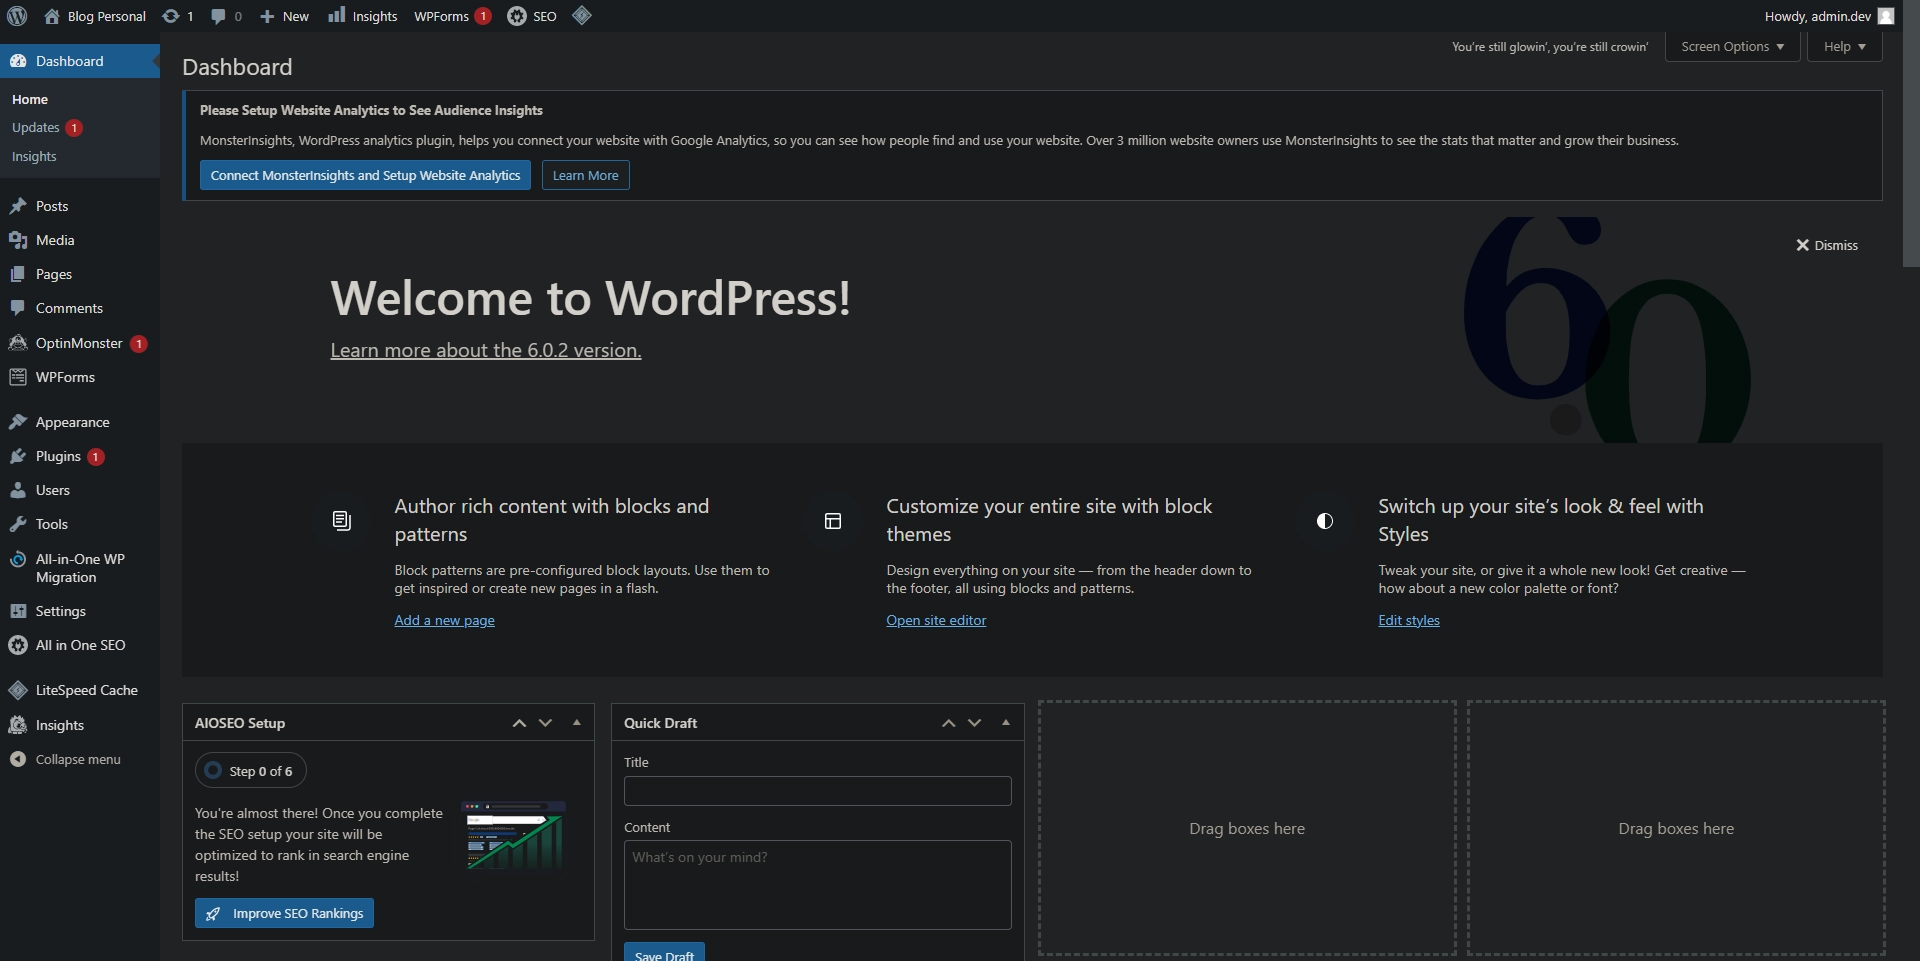 Blog Personal 1 0 New Insights WPForms 1 SEO Howdy, admin.dev
Dashboard
Home
Updates 1
Insights
Posts
Media
Pages
Comments
OptinMonster 1
WPForms
Appearance
Plugins 1
Users
Tools
All-in-One WP
Migration
Settings
All in One SEO
LiteSpeed Cache
Insights
Collapse menu
You're still glowin', you're still crowin' Screen Options Help
Dashboard
Please Setup Website Analytics to See Audience Insights
MonsterInsights, WordPress analytics plugin, helps you connect your website with Google Analytics, so you can see how people find and use your website. Over 3 million website owners use MonsterInsights to see the stats that matter and grow their business.
Connect MonsterInsights and Setup Website Analytics Learn More
60
Dismiss
Welcome to WordPress!
Learn more about the 6.0.2 version.
Author rich content with blocks and
patterns
Block patterns are pre-configured block layouts. Use them to
get inspired or create new pages in a flash.
Add a new page
Customize your entire site with block
themes
Design everything on your site — from the header down to
the footer, all using blocks and patterns.
Open site editor
Switch up your site's look & feel with
Styles
Tweak your site, or give it a whole new look! Get creative —
how about a new color palette or font?
Edit styles
AIOSEO Setup
Step 0 of 6
You're almost there! Once you complete
the SEO setup your site will be
optimized to rank in search engine
results!
Improve SEO Rankings
Quick Draft
Title
Content
What's on your mind?
Save Draft
Drag boxes here
Drag boxes here